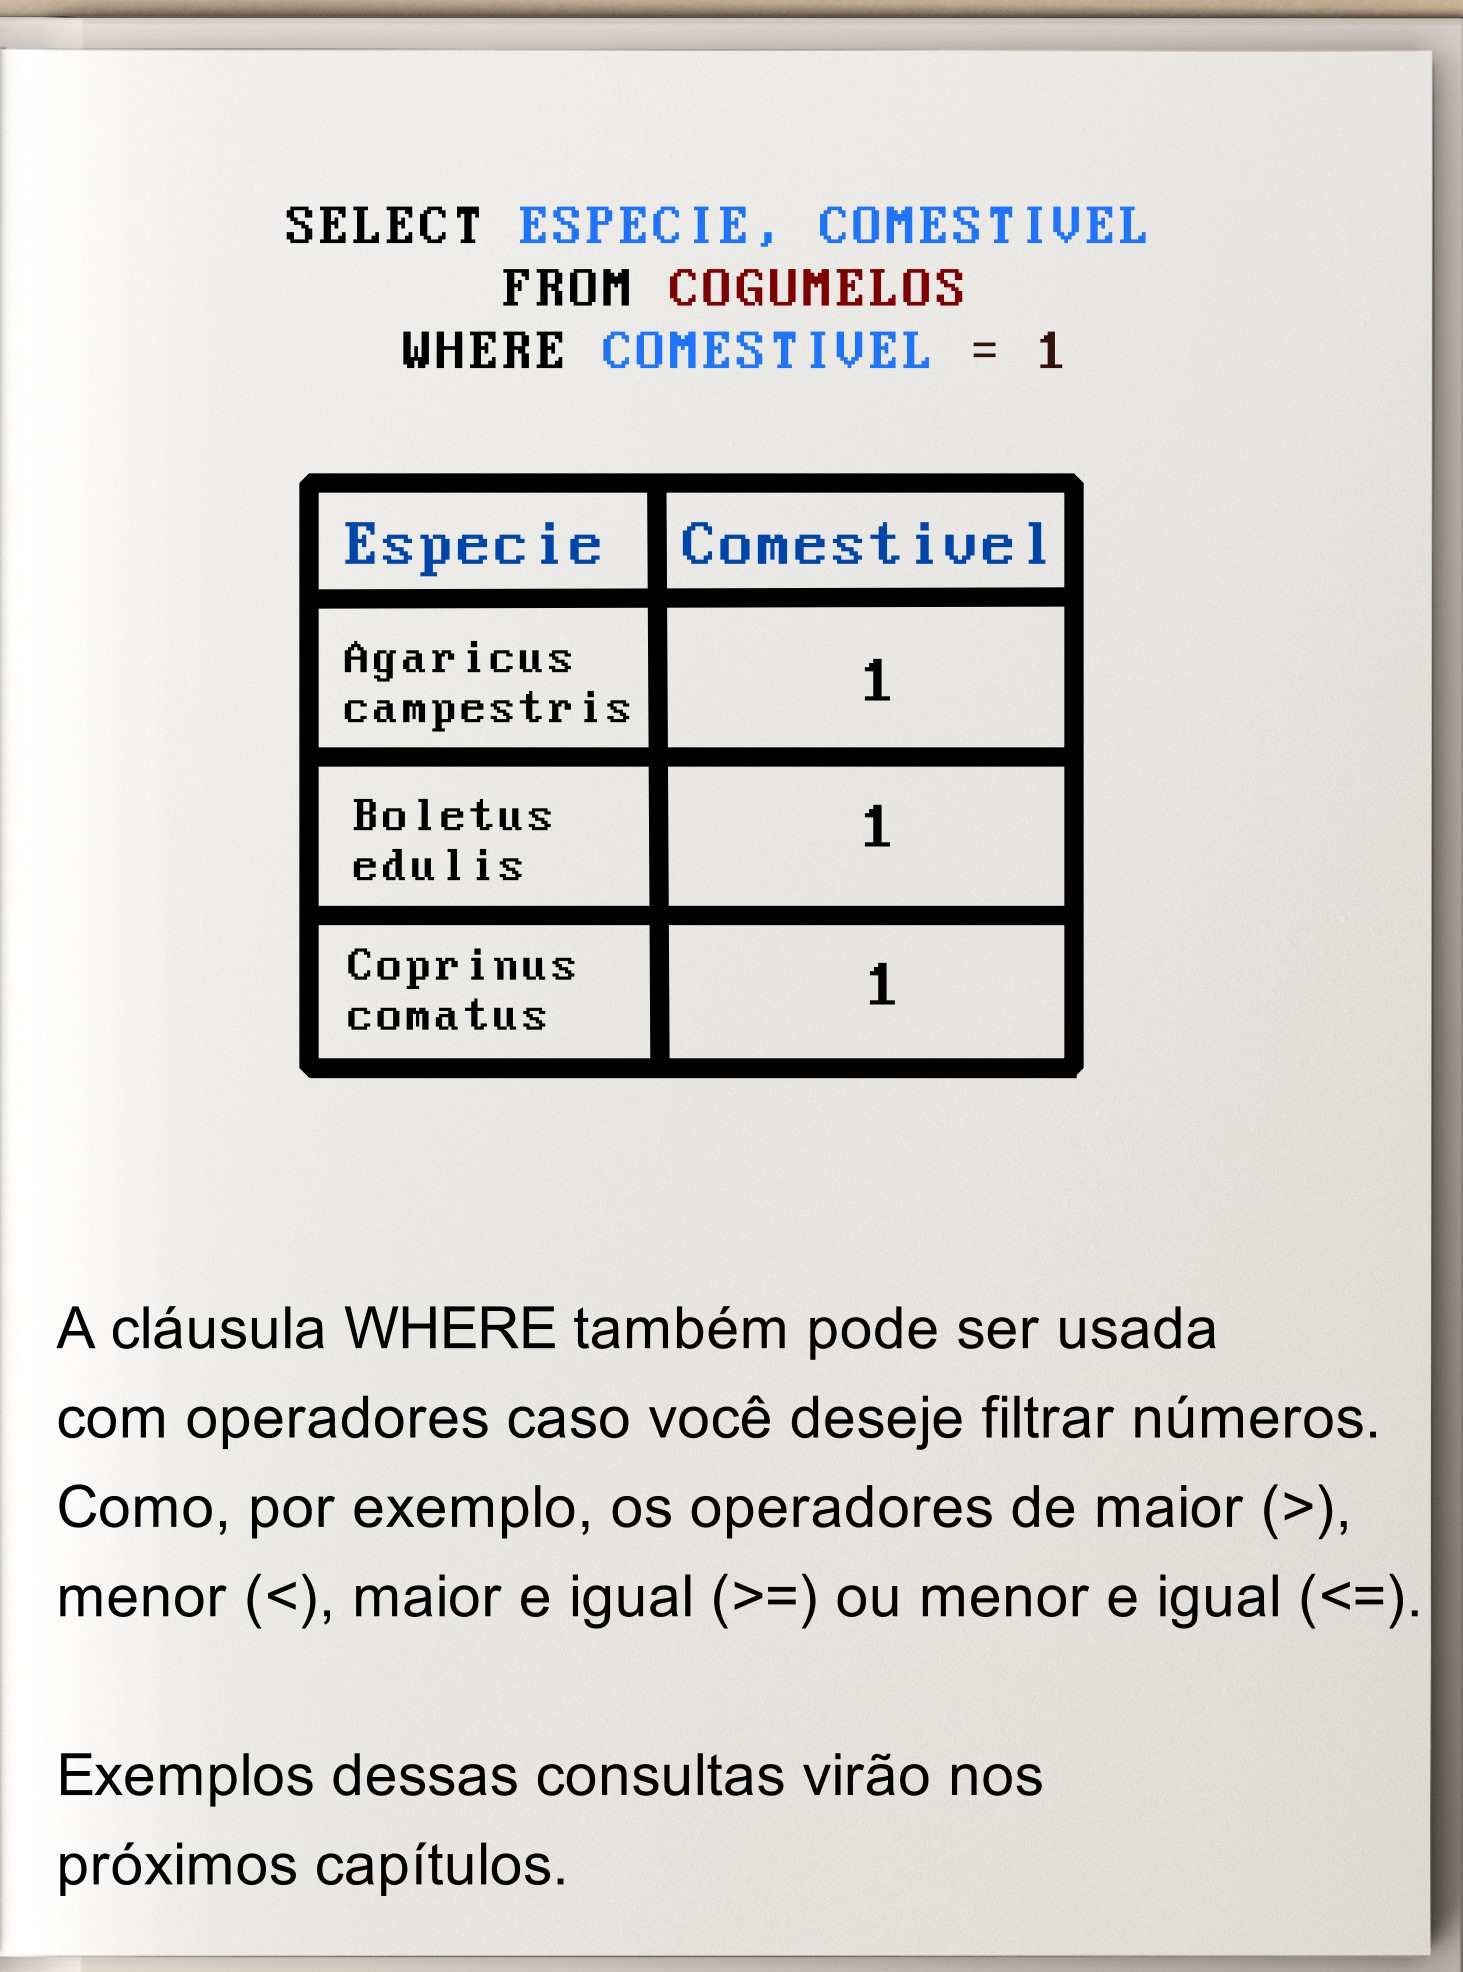 SELECT ESPECIE, COMESTIVEL
FROM COGUMELOS
WHERE COMESTIVEL = 1
Especie Comestivel
Agaricus
campestris
1
Boletus
edulis
1
Coprinus
comatus
1
A cláusula WHERE também pode ser usada
com operadores caso você deseje filtrar números.
Como, por exemplo, os operadores de maior (>),
menor (<), maior e igual (>=) ou menor e igual (<=).
Exemplos dessas consultas virão nos
próximos capítulos.